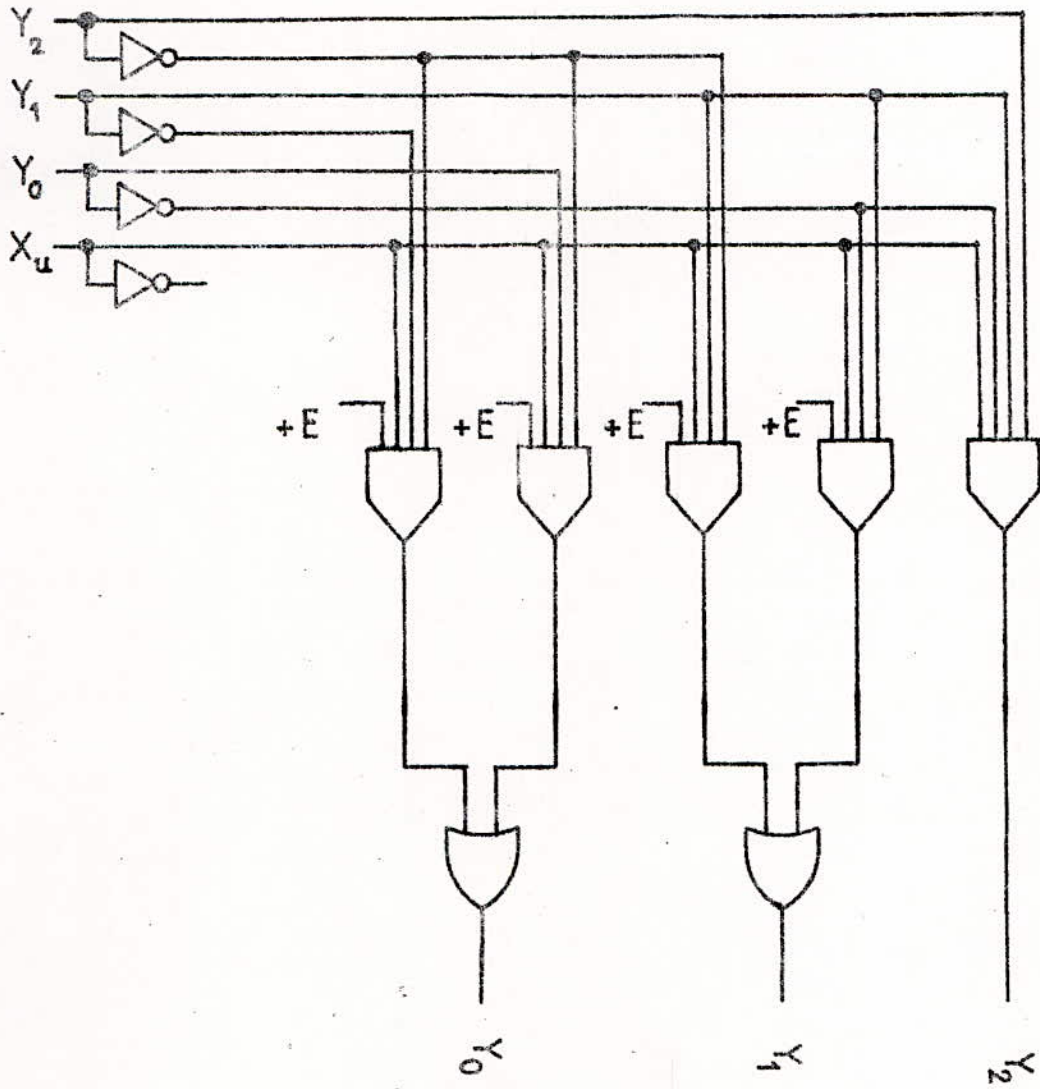 Y₂
Y₁
Y₀
Xᵤ
+E +E +E +E
Y₀ Y₁ Y₂